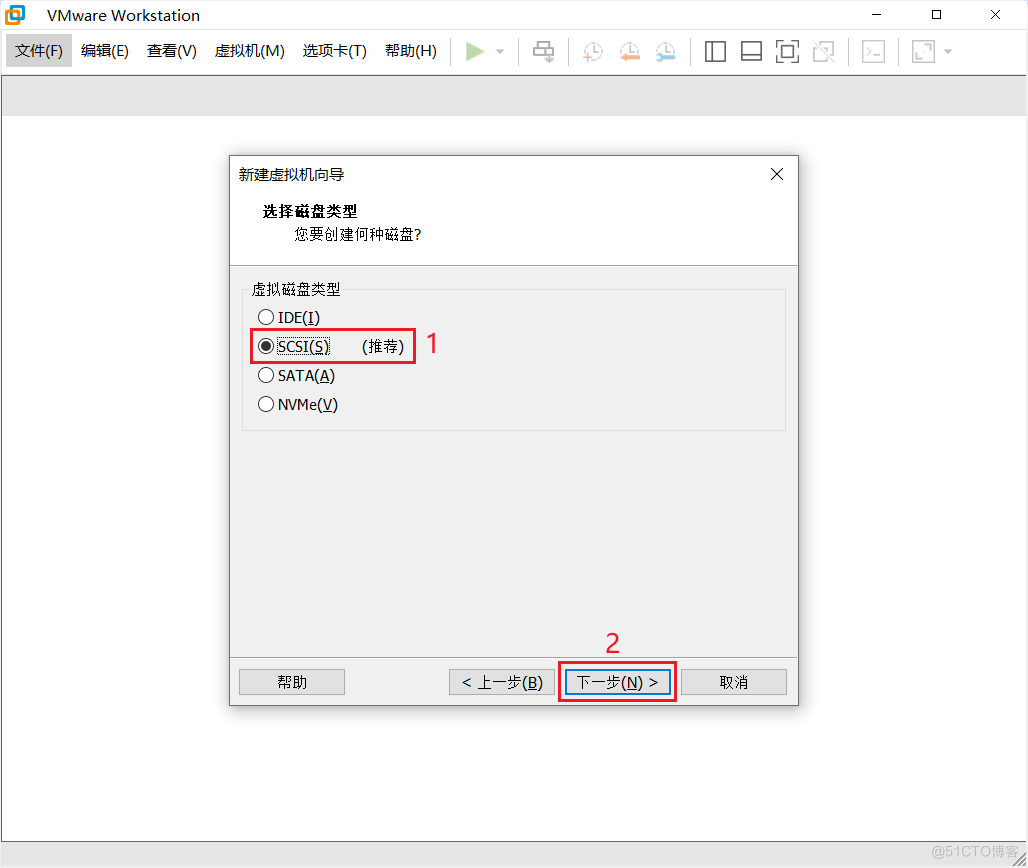 VMware Workstation
文件(F) 编辑(E) 查看(V) 虚拟机(M) 选项卡(T) 帮助(H)
新建虚拟机向导
选择磁盘类型
您要创建何种磁盘?
虚拟磁盘类型
IDE(I)
SCSI(S) (推荐) 1
SATA(A)
NVMe(V)
2
帮助 < 上一步(B) 下一步(N) > 取消
@51CTO博客